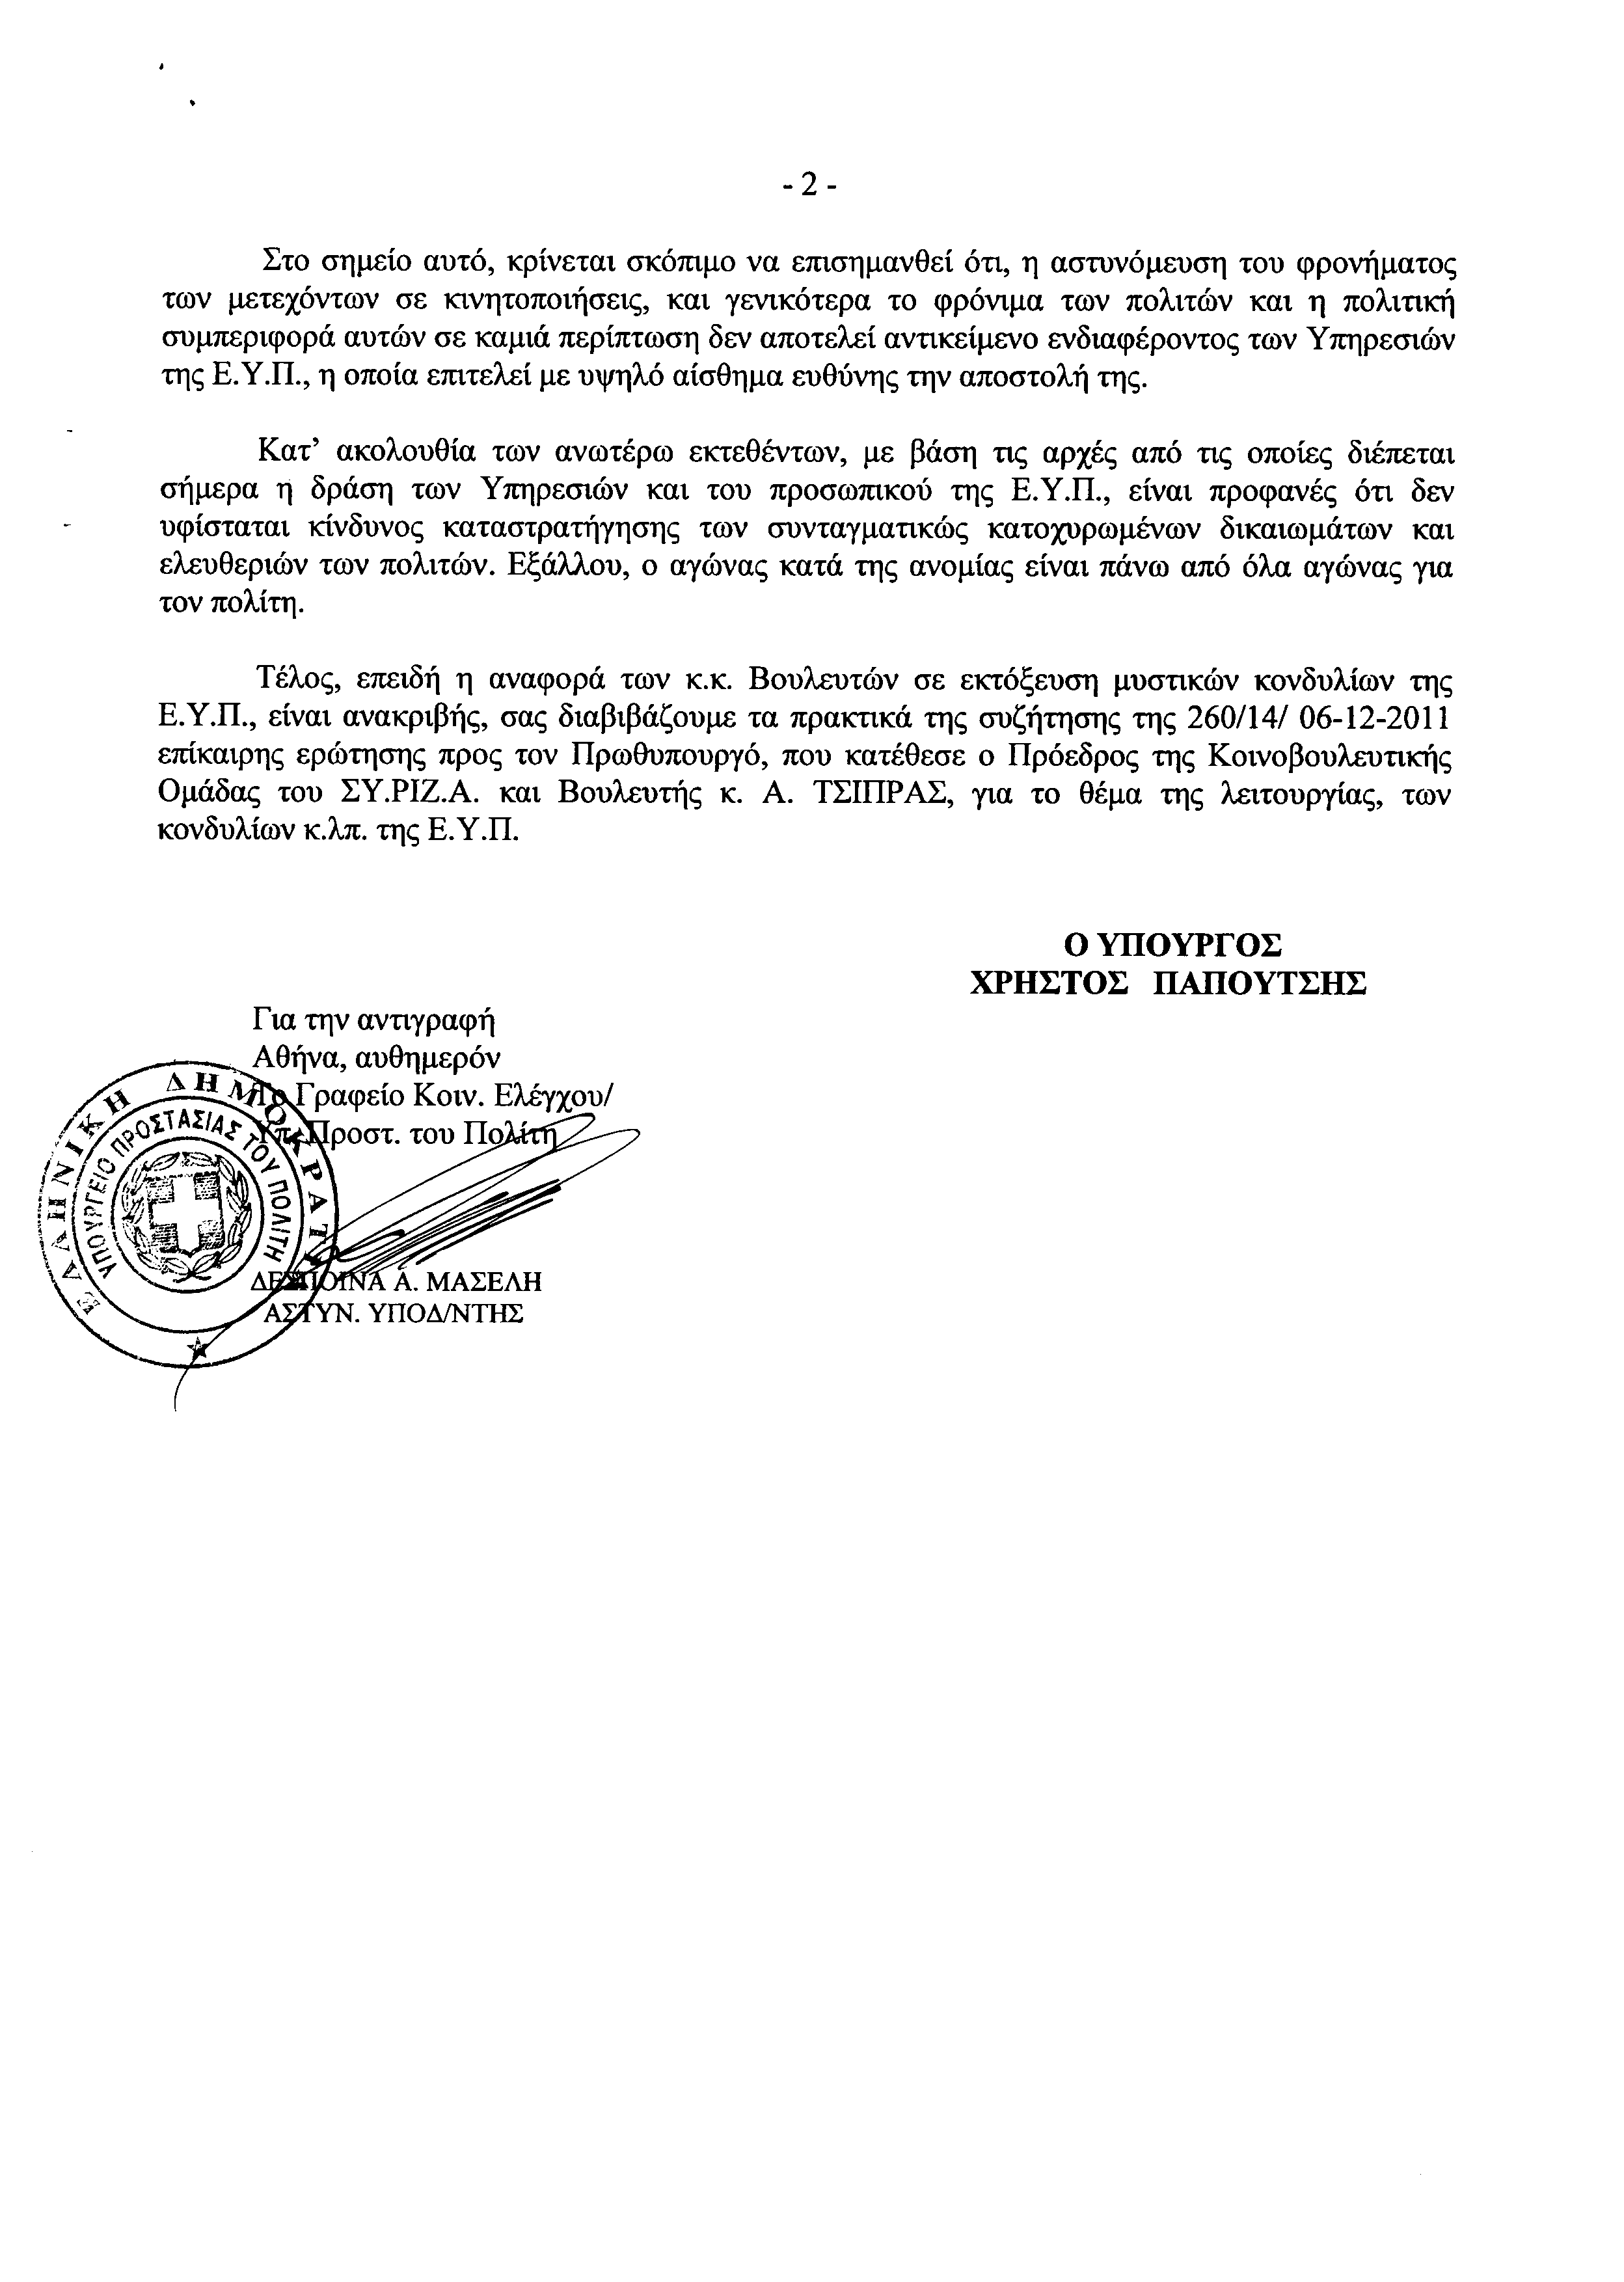 - 2 -
Στο σημείο αυτό, κρίνεται σκόπιμο να επισημανθεί ότι, η αστυνόμευση του φρονήματος
των μετεχόντων σε κινητοποιήσεις, και γενικότερα το φρόνιμα των πολιτών και η πολιτική
συμπεριφορά αυτών σε καμιά περίπτωση δεν αποτελεί αντικείμενο ενδιαφέροντος των Υπηρεσιών
της Ε.Υ.Π., η οποία επιτελεί με υψηλό αίσθημα ευθύνης την αποστολή της.
Κατ’ ακολουθία των ανωτέρω εκτεθέντων, με βάση τις αρχές από τις οποίες διέπεται
σήμερα η δράση των Υπηρεσιών και του προσωπικού της Ε.Υ.Π., είναι προφανές ότι δεν
υφίσταται κίνδυνος καταστρατήγησης των συνταγματικώς κατοχυρωμένων δικαιωμάτων και
ελευθεριών των πολιτών. Εξάλλου, ο αγώνας κατά της ανομίας είναι πάνω από όλα αγώνας για
τον πολίτη.
Τέλος, επειδή η αναφορά των κ.κ. Βουλευτών σε εκτόξευση μυστικών κονδυλίων της
Ε.Υ.Π., είναι ανακριβής, σας διαβιβάζουμε τα πρακτικά της συζήτησης της 260/14/ 06-12-2011
επίκαιρης ερώτησης προς τον Πρωθυπουργό, που κατέθεσε ο Πρόεδρος της Κοινοβουλευτικής
Ομάδας του ΣΥ.ΡΙΖ.Α. και Βουλευτής κ. Α. ΤΣΙΠΡΑΣ, για το θέμα της λειτουργίας, των
κονδυλίων κ.λπ. της Ε.Υ.Π.
Ο ΥΠΟΥΡΓΟΣ
ΧΡΗΣΤΟΣ ΠΑΠΟΥΤΣΗΣ
Για την αντιγραφή
Αθήνα, αυθημερόν
Το Γραφείο Κοιν. Ελέγχου/
Υπ. Προστ. του Πολίτη
ΕΛΛΗΝΙΚΗ ΔΗΜΟΚΡΑΤΙΑ
ΥΠΟΥΡΓΕΙΟ ΠΡΟΣΤΑΣΙΑΣ ΤΟΥ ΠΟΛΙΤΗ
ΔΕΣΠΟΙΝΑ Α. ΜΑΣΕΛΗ
ΑΣΤΥΝ. ΥΠΟΔ/ΝΤΗΣ